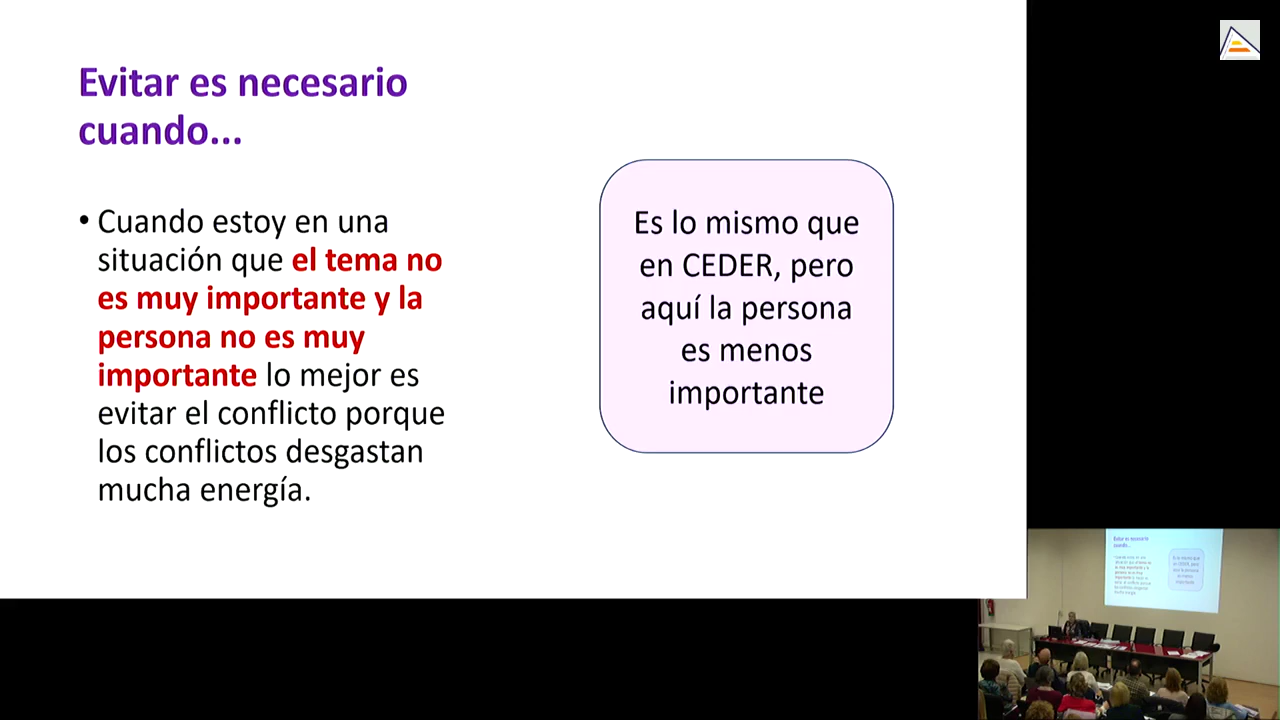 Evitar es necesario
cuando...
• Cuando estoy en una
situación que el tema no
es muy importante y la
persona no es muy
importante lo mejor es
evitar el conflicto porque
los conflictos desgastan
mucha energía.
Es lo mismo que
en CEDER, pero
aquí la persona
es menos
importante